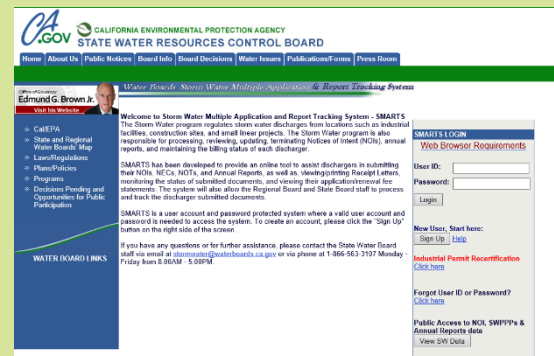 CA
.GOV
CALIFORNIA ENVIRONMENTAL PROTECTION AGENCY
STATE WATER RESOURCES CONTROL BOARD
Home About Us Public Notices Board Info Board Decisions Water Issues Publications/Forms Press Room
Office of Governor
Edmund G. Brown Jr.
Visit his Website
Water Boards Storm Water Multiple Application & Report Tracking System
Cal/EPA
State and Regional
Water Boards' Map
Laws/Regulations
Plans/Policies
Programs
Decisions Pending and
Opportunities for Public
Participation
WATER BOARD LINKS
Welcome to Storm Water Multiple Application and Report Tracking System - SMARTS
The Storm Water program regulates storm water discharges from locations such as industrial
facilities, construction sites, and small linear projects. The Storm Water program is also
responsible for processing, reviewing, updating, terminating Notices of Intent (NOIs), annual
reports, and maintaining the billing status of each discharger.
SMARTS has been developed to provide an online tool to assist dischargers in submitting
their NOIs, NECs, NOTs, and Annual Reports, as well as, viewing/printing Receipt Letters,
monitoring the status of submitted documents, and viewing their application/renewal fee
statements. The system will also allow the Regional Board and State Board staff to process
and track the discharger submitted documents.
SMARTS is a user account and password protected system where a valid user account and
password is needed to access the system. To create an account, please click the "Sign Up"
button on the right side of the screen.
If you have any questions or for further assistance, please contact the State Water Board
staff via email at stormwater@waterboards.ca.gov or via phone at 1-866-563-3107 Monday -
Friday from 8:00AM - 5:00PM.
SMARTS LOGIN
Web Browser Requirements
User ID:
Password:
Login
New User, Start here:
Sign Up Help
Industrial Permit Recertification
Click here
Forgot User ID or Password?
Click here
Public Access to NOI, SWPPPs &
Annual Reports data
View SW Data